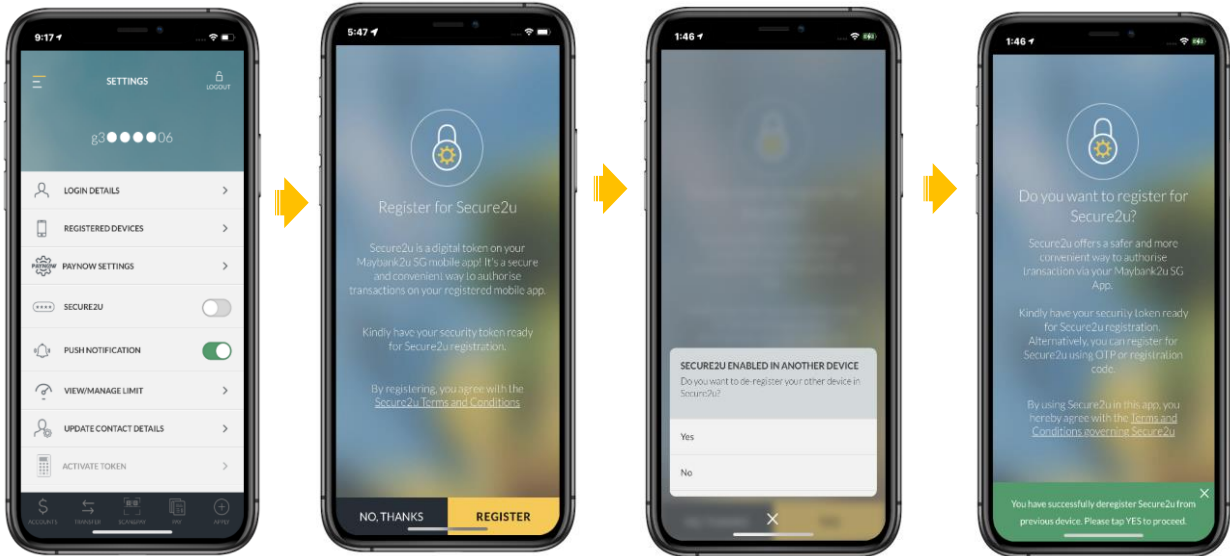 9:17
SETTINGS
LOGOUT
g3●●●●06
LOGIN DETAILS
REGISTERED DEVICES
PAYNOW
PAYNOW SETTINGS
SECURE2U
PUSH NOTIFICATION
VIEW/MANAGE LIMIT
UPDATE CONTACT DETAILS
ACTIVATE TOKEN
ACCOUNTS TRANSFER SCAN&PAY PAY APPLY
5:47
Register for Secure2u
Secure2u is a digital token on your
Maybank2u SG mobile app! It's a secure
and convenient way to authorise
transactions on your registered mobile app.
Kindly have your security token ready
for Secure2u registration.
By registering, you agree with the
Secure2u Terms and Conditions
NO, THANKS REGISTER
1:46
SECURE2U ENABLED IN ANOTHER DEVICE
Do you want to de-register your other device in
Secure2u?
Yes
No
1:46
Do you want to register for
Secure2u?
Secure2u offers a safer and more
convenient way to authorise
transaction via your Maybank2u SG
App.
Kindly have your security token ready
for Secure2u registration.
Alternatively, you can register for
Secure2u using OTP or registration
code.
By using Secure2u in this app, you
hereby agree with the Terms and
Conditions governing Secure2u
You have successfully deregister Secure2u from
previous device. Please tap YES to proceed.